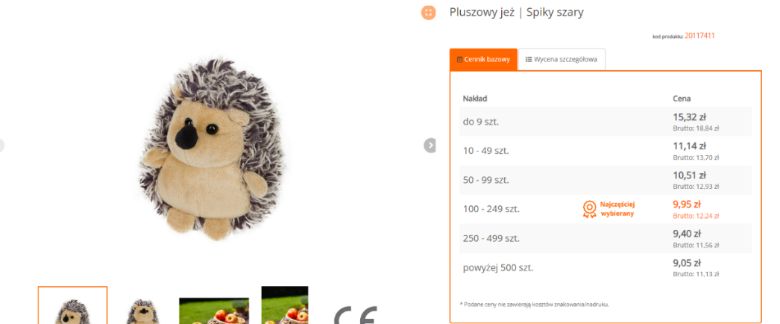 Pluszowy jeż | Spiky szary
kod produktu: 20117411
Cennik bazowy
Wycena szczegółowa
Nakład Cena
do 9 szt. 15,32 zł
Brutto: 18,84 zł
10 - 49 szt. 11,14 zł
Brutto: 13,70 zł
50 - 99 szt. 10,51 zł
Brutto: 12,93 zł
100 - 249 szt. Najczęściej wybierany 9,95 zł
Brutto: 12,24 zł
250 - 499 szt. 9,40 zł
Brutto: 11,56 zł
powyżej 500 szt. 9,05 zł
Brutto: 11,13 zł
* Podane ceny nie zawierają kosztów znakowania/nadruku.
CE